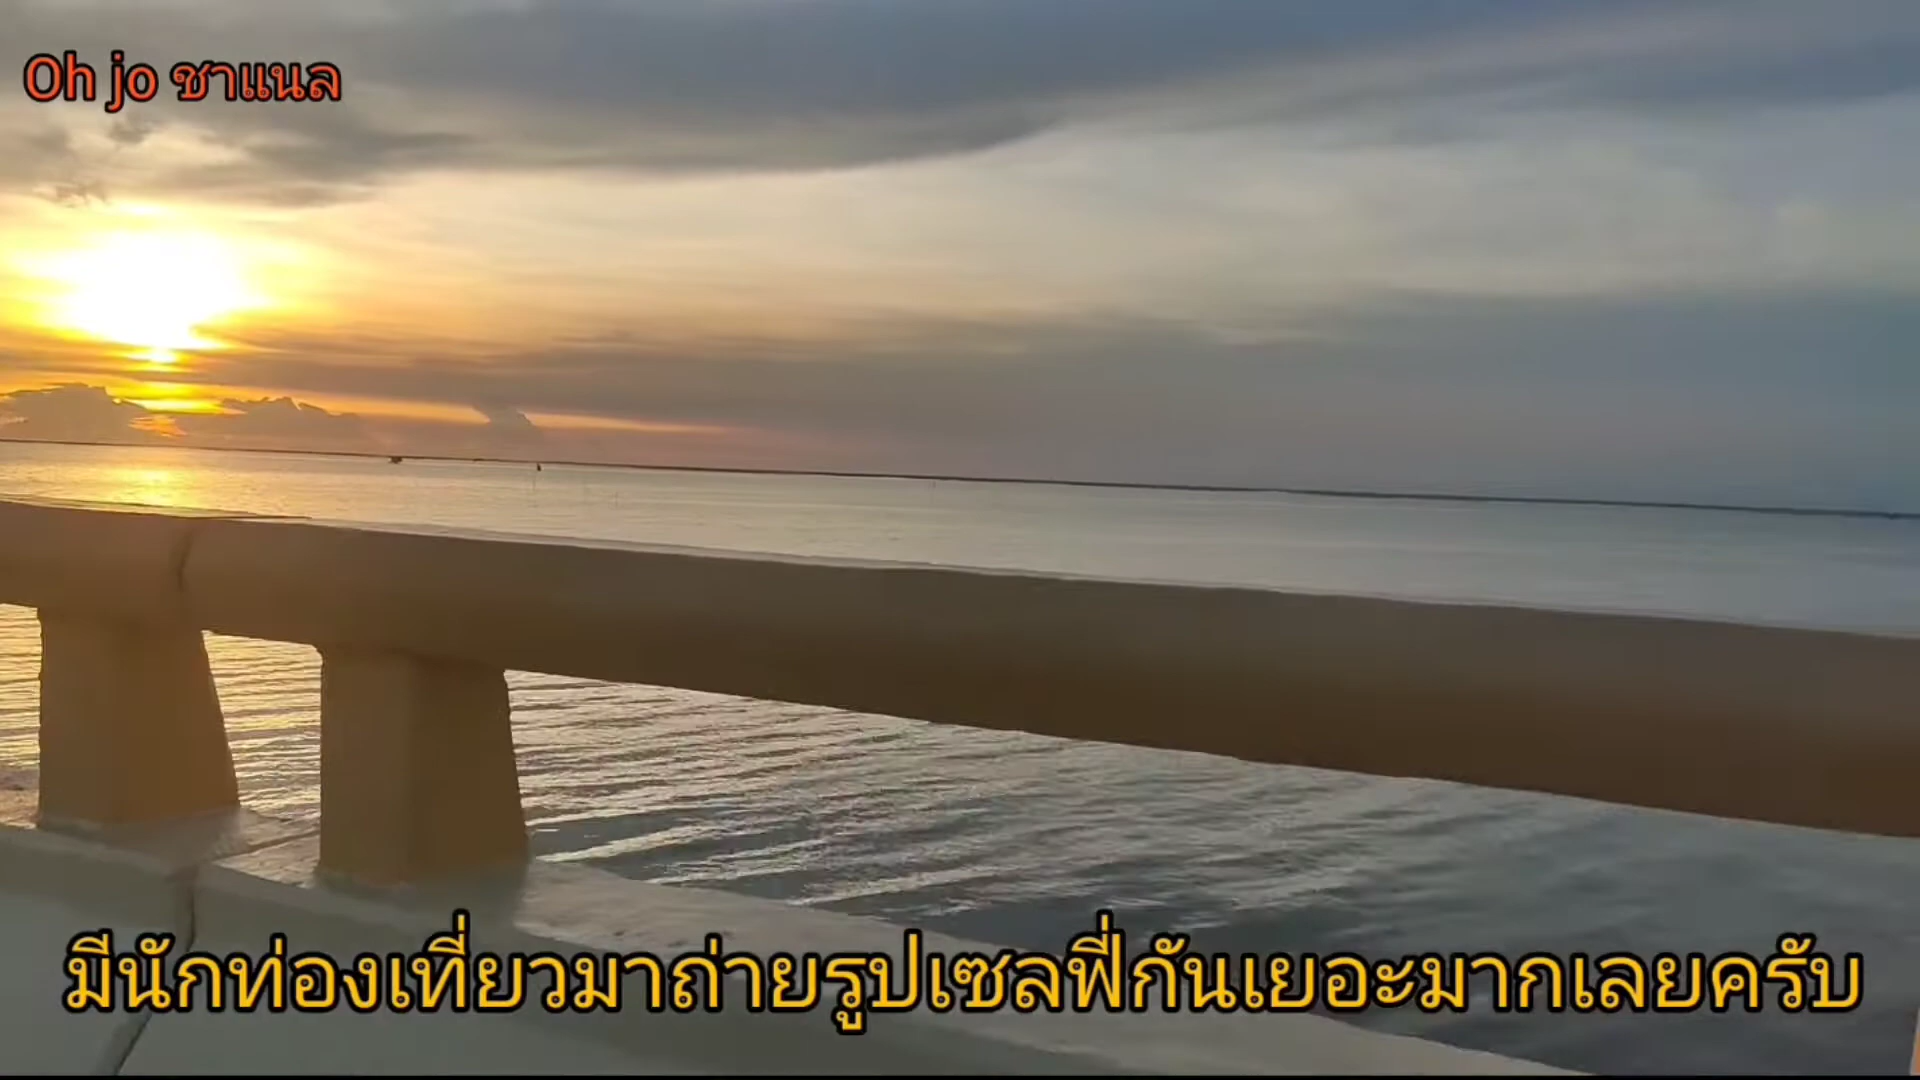 Oh jo ชาแนล
มีนักท่องเที่ยวมาถ่ายรูปเซลฟี่กันเยอะมากเลยครับ